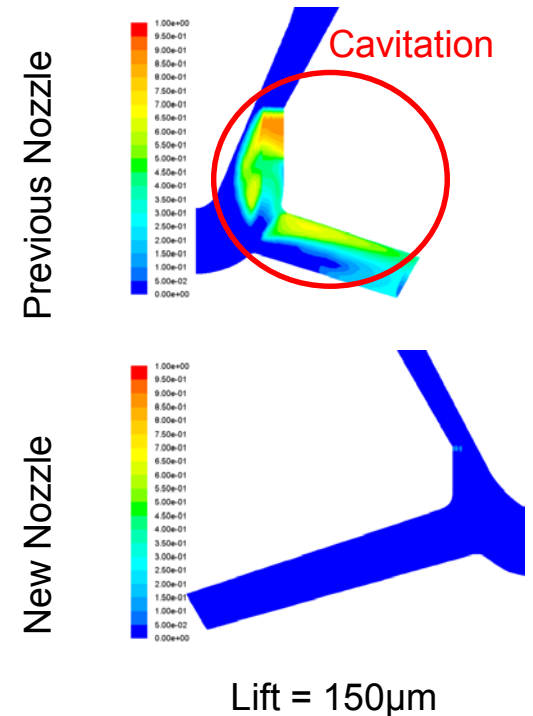 Previous Nozzle
1.00e+00
9.50e-01
9.00e-01
8.50e-01
8.00e-01
7.50e-01
7.00e-01
6.50e-01
6.00e-01
5.50e-01
5.00e-01
4.50e-01
4.00e-01
3.50e-01
3.00e-01
2.50e-01
2.00e-01
1.50e-01
1.00e-01
5.00e-02
0.00e+00
Cavitation
New Nozzle
1.00e+00
9.50e-01
9.00e-01
8.50e-01
8.00e-01
7.50e-01
7.00e-01
6.50e-01
6.00e-01
5.50e-01
5.00e-01
4.50e-01
4.00e-01
3.50e-01
3.00e-01
2.50e-01
2.00e-01
1.50e-01
1.00e-01
5.00e-02
0.00e+00
Lift = 150µm